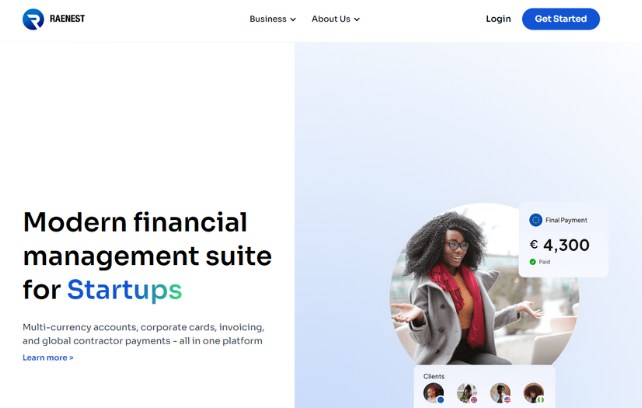 RAENEST
Business
About Us
Login
Get Started
Modern financial
management suite
for Startups
Multi-currency accounts, corporate cards, invoicing,
and global contractor payments - all in one platform
Learn more >
Final Payment
€ 4,300
Paid
Clients